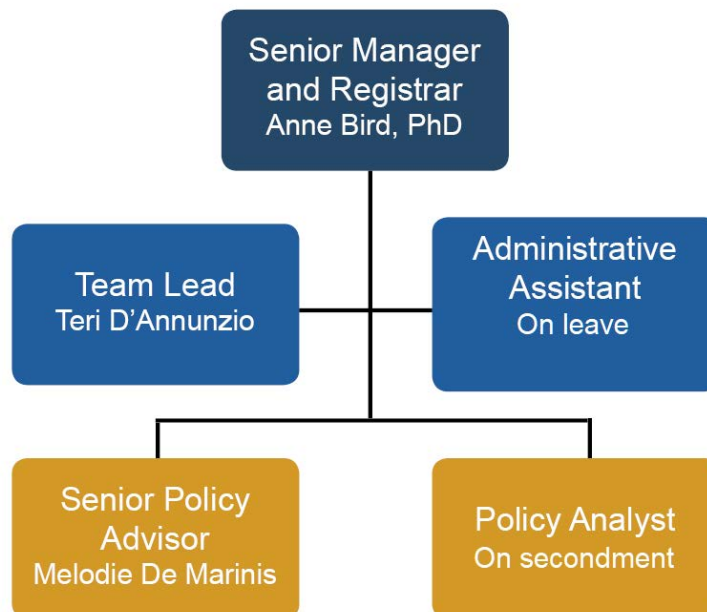 Senior Manager
and Registrar
Anne Bird, PhD
Team Lead
Teri D’Annunzio
Administrative
Assistant
On leave
Senior Policy
Advisor
Melodie De Marinis
Policy Analyst
On secondment